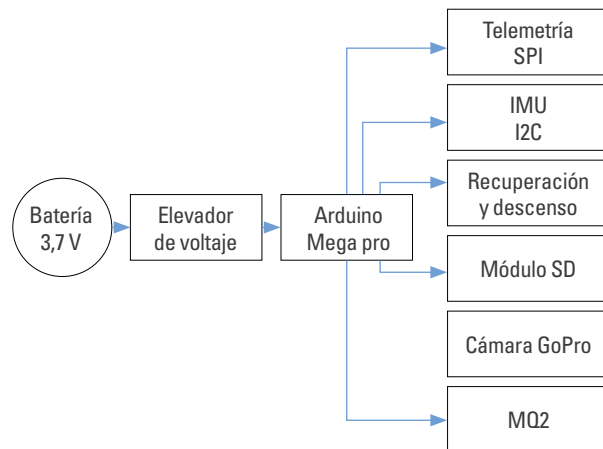 Telemetría
SPI
IMU
I2C
Recuperación
y descenso
Batería
3,7 V
Elevador
de voltaje
Arduino
Mega pro
Módulo SD
Cámara GoPro
MQ2